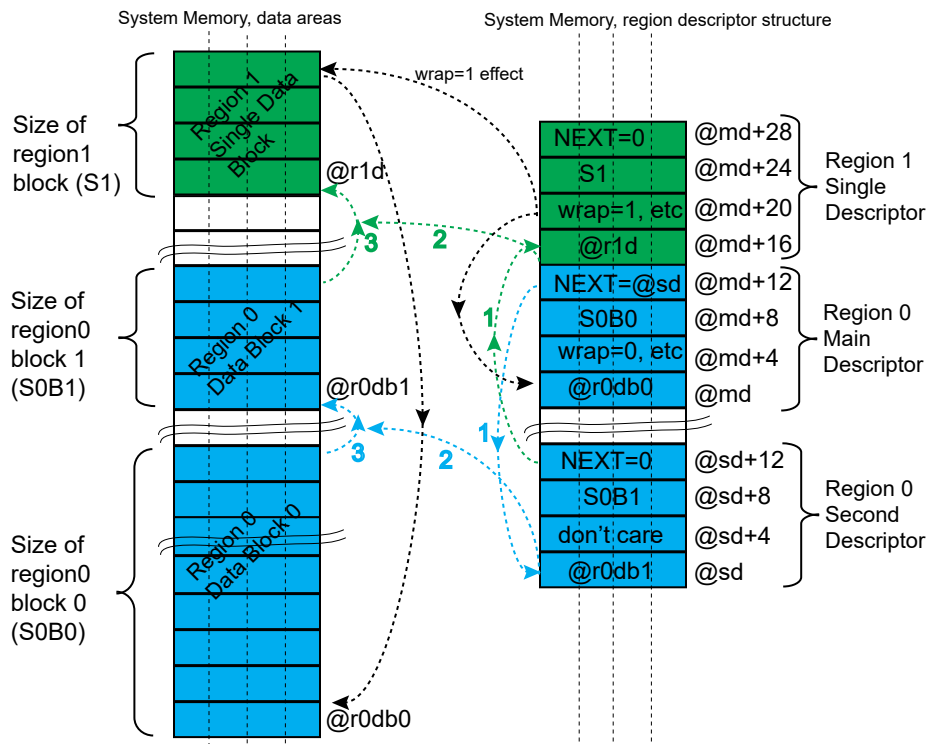 System Memory, data areas
System Memory, region descriptor structure
wrap=1 effect
Size of
region1
block (S1)
Region 1
Single Data
Block
@r1d
3
2
Size of
region0
block 1
(S0B1)
Region 0
Data Block 1
@r0db1
3
2
Size of
region0
block 0
(S0B0)
Region 0
Data Block 0
@r0db0
NEXT=0
@md+28
S1
@md+24
wrap=1, etc
@md+20
@r1d
@md+16
Region 1
Single
Descriptor
NEXT=@sd
@md+12
S0B0
@md+8
wrap=0, etc
@md+4
@r0db0
@md
Region 0
Main
Descriptor
1
1
NEXT=0
@sd+12
S0B1
@sd+8
don’t care
@sd+4
@r0db1
@sd
Region 0
Second
Descriptor